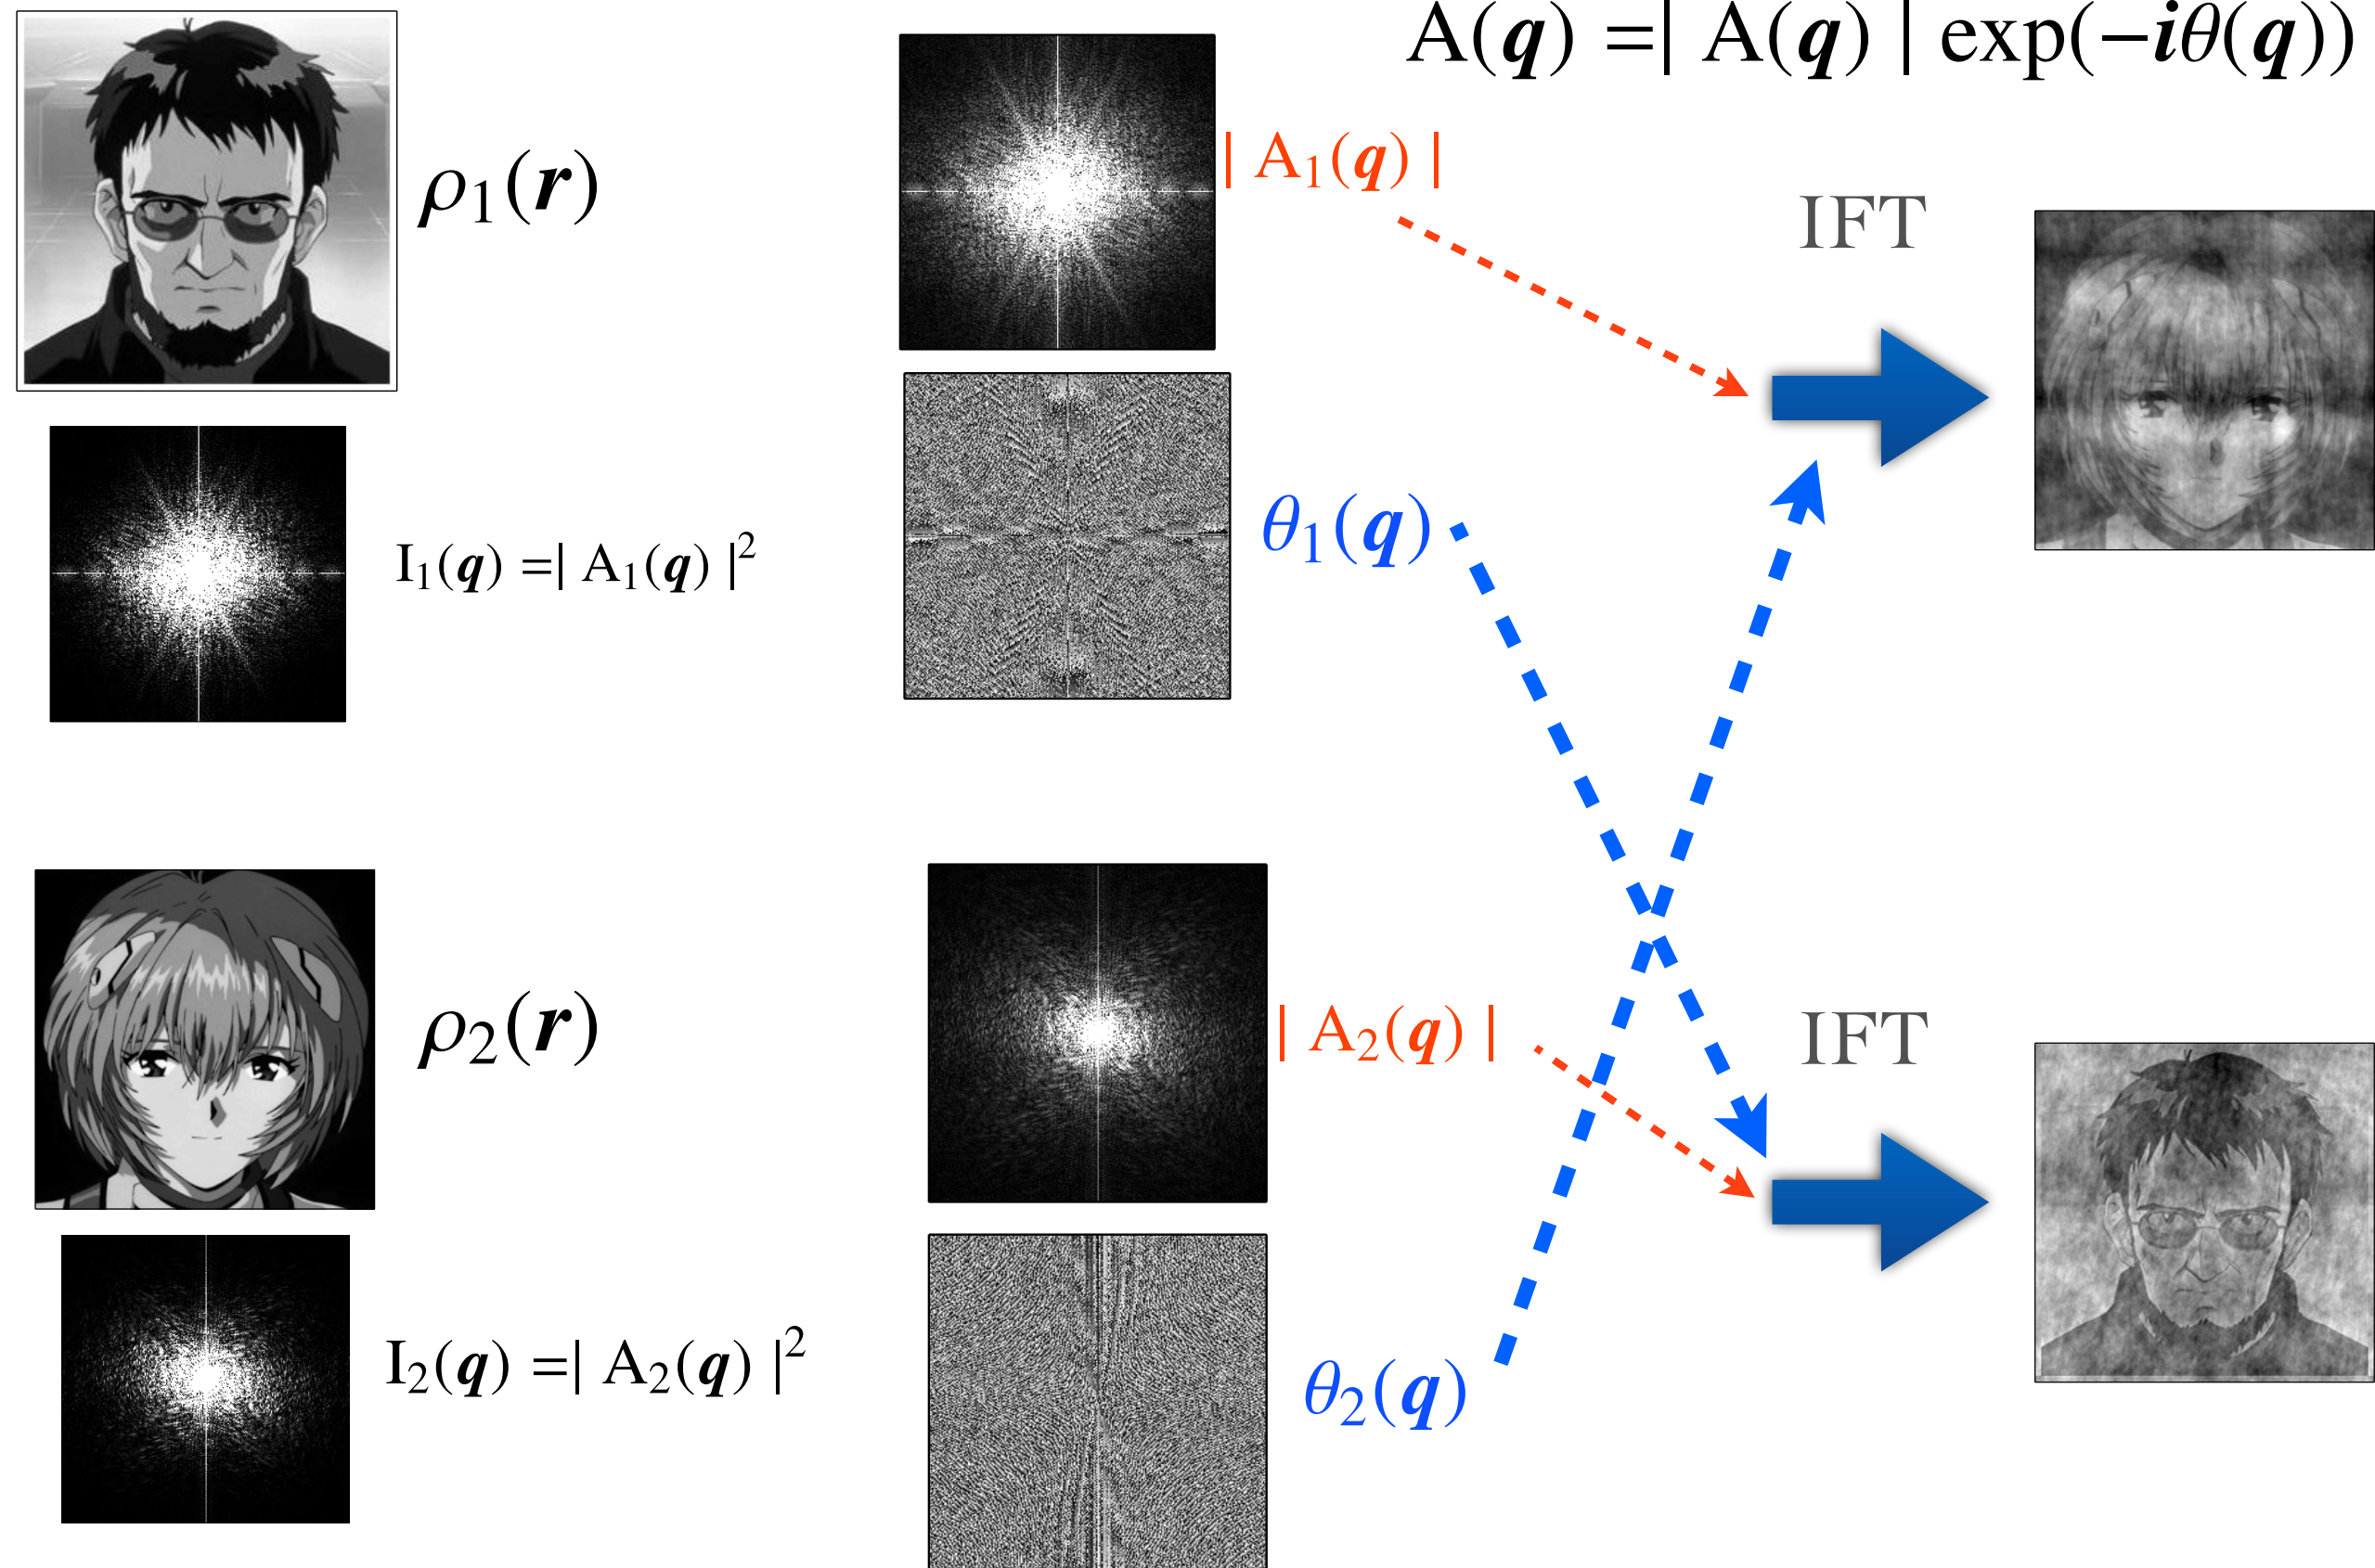 A(q) =| A(q) | exp(−iθ(q))
ρ₁(r)
| A₁(q) |
IFT
I₁(q) =| A₁(q) |²
θ₁(q)
ρ₂(r)
| A₂(q) |
IFT
I₂(q) =| A₂(q) |²
θ₂(q)